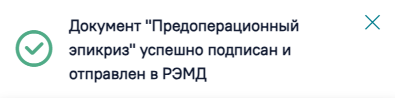 Документ "Предоперационный
эпикриз" успешно подписан и
отправлен в РЭМД